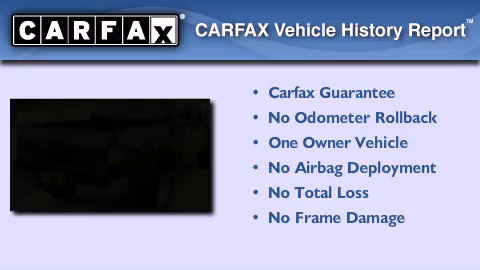 CARFAX® CARFAX Vehicle History Report™
• Carfax Guarantee
• No Odometer Rollback
• One Owner Vehicle
• No Airbag Deployment
• No Total Loss
• No Frame Damage